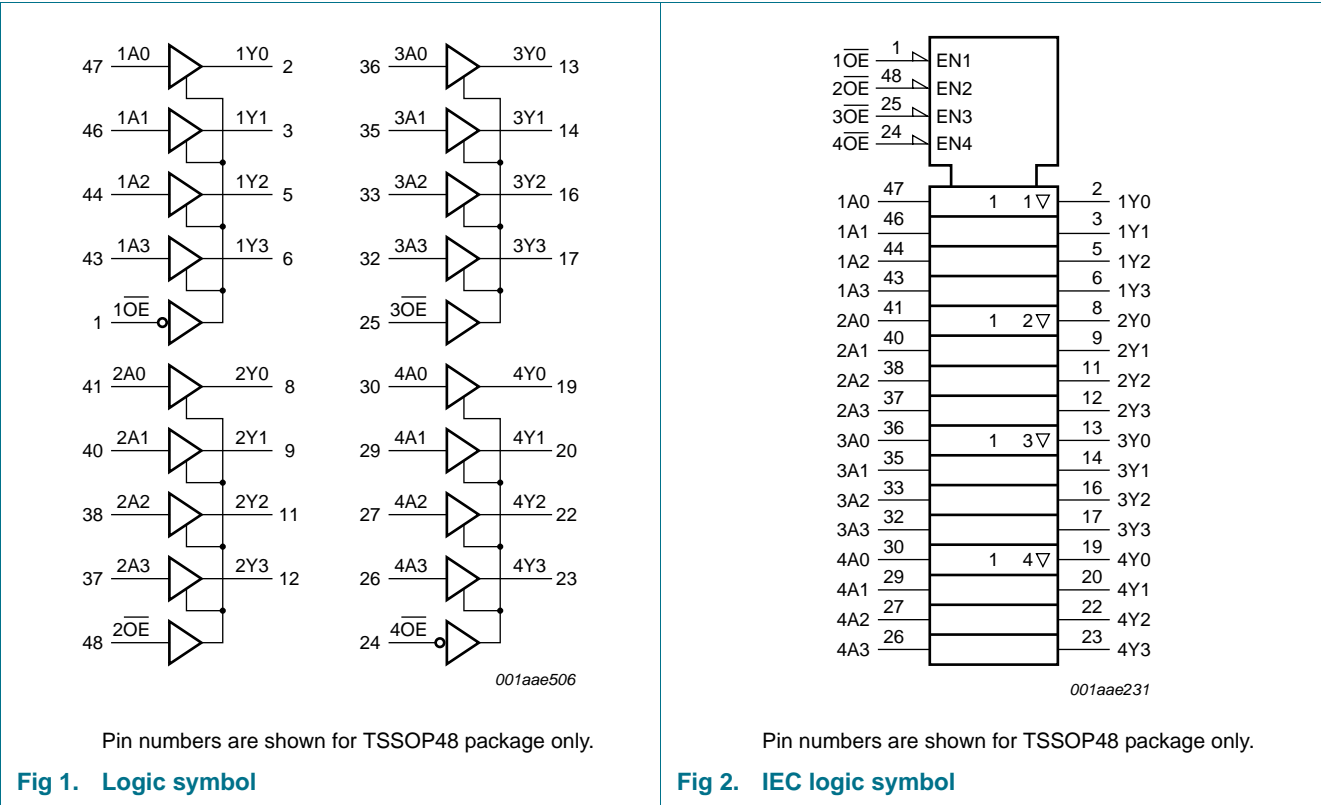 47 1A0 1Y0 2
46 1A1 1Y1 3
44 1A2 1Y2 5
43 1A3 1Y3 6
1 1O̅E̅
41 2A0 2Y0 8
40 2A1 2Y1 9
38 2A2 2Y2 11
37 2A3 2Y3 12
48 2O̅E̅
36 3A0 3Y0 13
35 3A1 3Y1 14
33 3A2 3Y2 16
32 3A3 3Y3 17
25 3O̅E̅
30 4A0 4Y0 19
29 4A1 4Y1 20
27 4A2 4Y2 22
26 4A3 4Y3 23
24 4O̅E̅
001aae506
Pin numbers are shown for TSSOP48 package only.
Fig 1. Logic symbol
1O̅E̅ 1 EN1
2O̅E̅ 48 EN2
3O̅E̅ 25 EN3
4O̅E̅ 24 EN4
1A0 47 1 1▽ 2 1Y0
1A1 46 3 1Y1
1A2 44 5 1Y2
1A3 43 6 1Y3
2A0 41 1 2▽ 8 2Y0
2A1 40 9 2Y1
2A2 38 11 2Y2
2A3 37 12 2Y3
3A0 36 1 3▽ 13 3Y0
3A1 35 14 3Y1
3A2 33 16 3Y2
3A3 32 17 3Y3
4A0 30 1 4▽ 19 4Y0
4A1 29 20 4Y1
4A2 27 22 4Y2
4A3 26 23 4Y3
001aae231
Pin numbers are shown for TSSOP48 package only.
Fig 2. IEC logic symbol